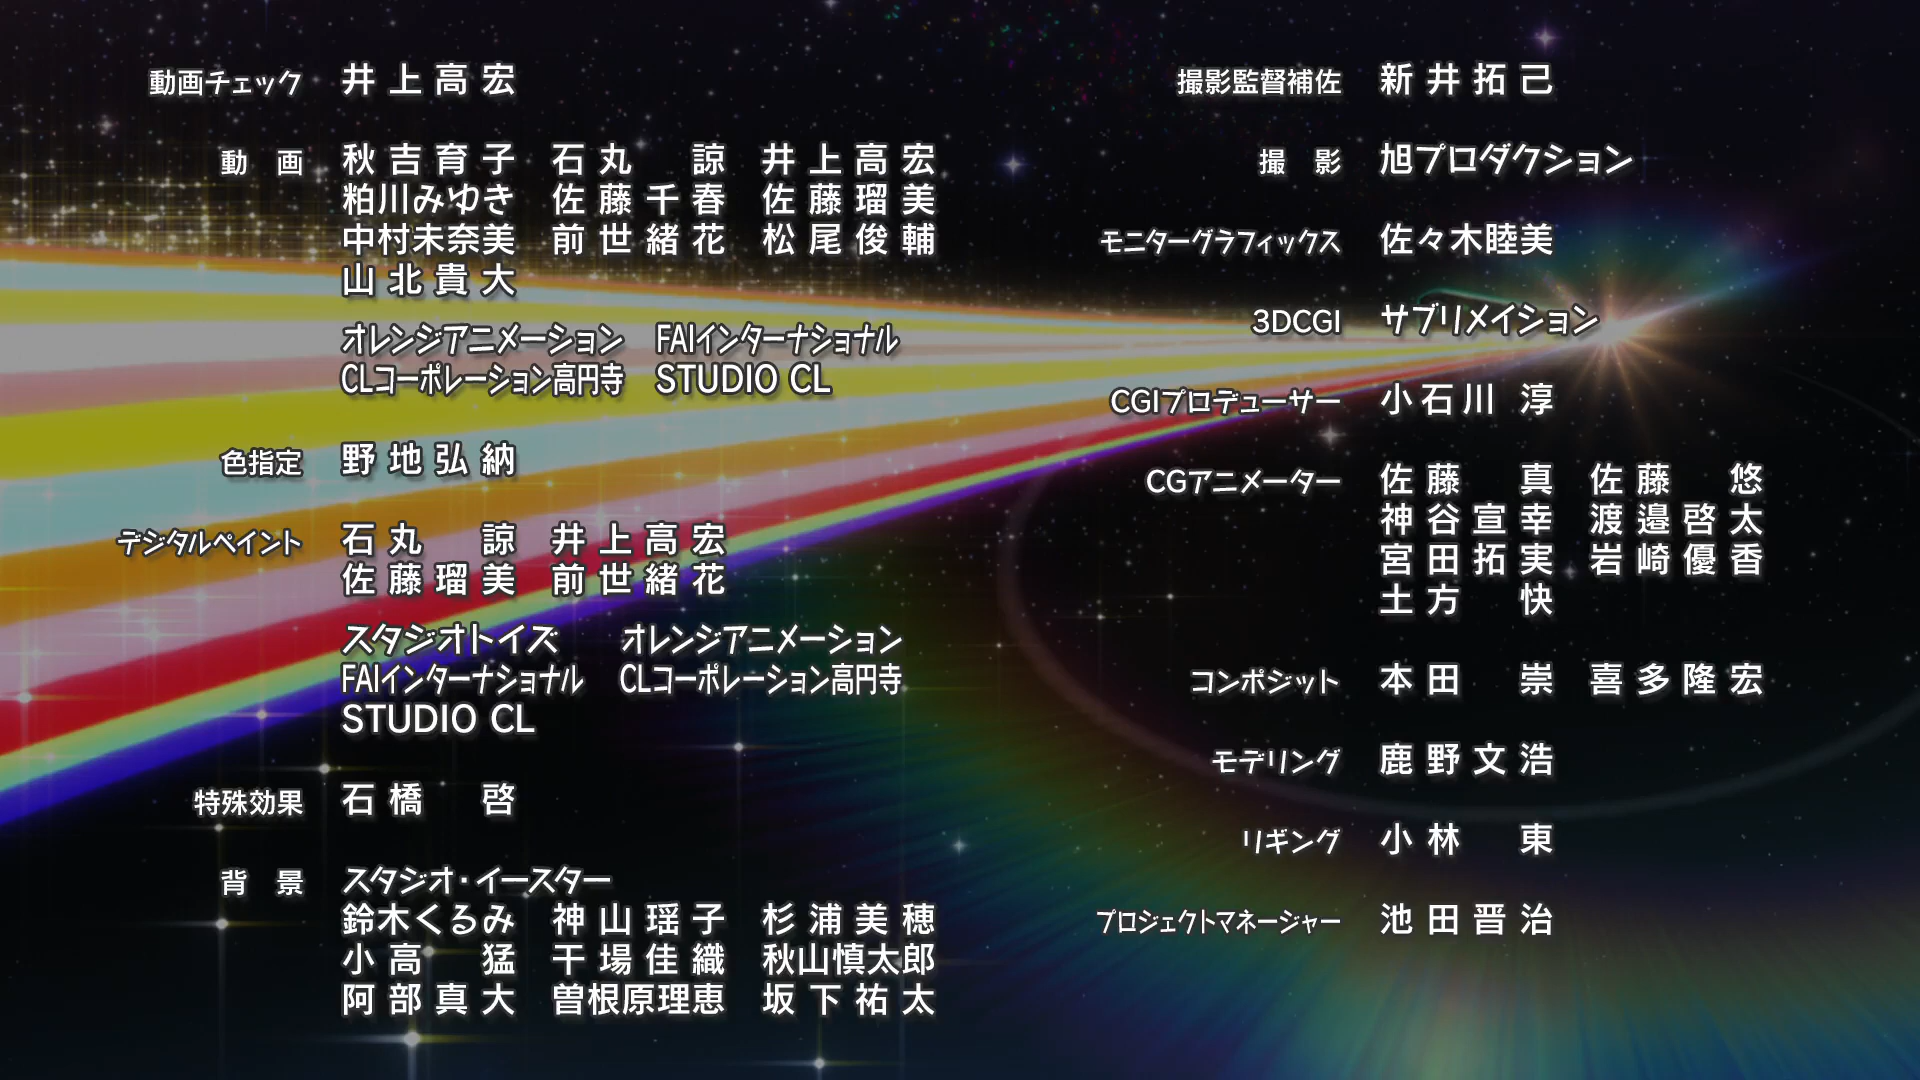 動画チェック 井上高宏
動画 秋吉育子 石丸諒 井上高宏
粕川みゆき 佐藤千春 佐藤瑠美
中村未奈美 前世緒花 松尾俊輔
山北貴大
オレンジアニメーション FAIインターナショナル
CLコーポレーション高円寺 STUDIO CL
色指定 野地弘納
デジタルペイント 石丸諒 井上高宏
佐藤瑠美 前世緒花
スタジオトイズ オレンジアニメーション
FAIインターナショナル CLコーポレーション高円寺
STUDIO CL
特殊効果 石橋啓
背景 スタジオ・イースター
鈴木くるみ 神山瑶子 杉浦美穂
小高猛 干場佳織 秋山慎太郎
阿部真大 曽根原理恵 坂下祐太
撮影監督補佐 新井拓己
撮影 旭プロダクション
モニターグラフィックス 佐々木睦美
3DCGI サブリメイション
CGIプロデューサー 小石川淳
CGアニメーター 佐藤真 佐藤悠
神谷宣幸 渡邉啓太
宮田拓実 岩崎優香
土方快
コンポジット 本田崇 喜多隆宏
モデリング 鹿野文浩
リギング 小林東
プロジェクトマネージャー 池田晋治